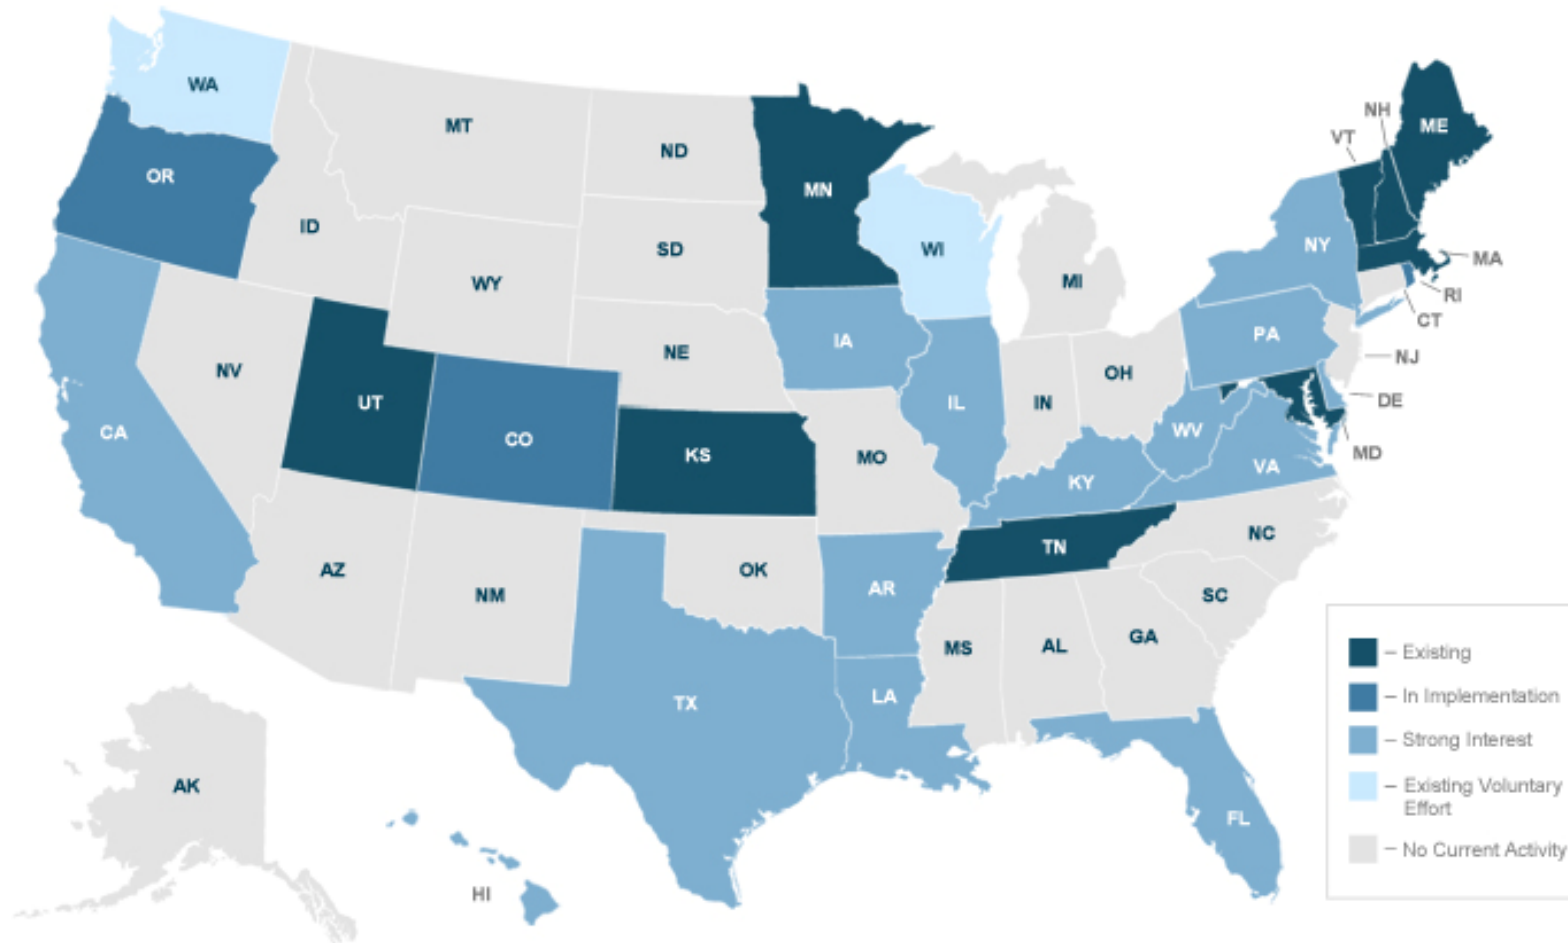 WA
MT
ND
MN
NH
VT
ME
OR
ID
SD
WI
NY
MA
WY
MI
RI
CT
NE
IA
PA
NJ
NV
UT
OH
IL
IN
DE
CA
CO
KS
MO
WV
MD
KY
VA
AZ
NM
OK
TN
NC
AR
SC
MS
AL
GA
TX
LA
AK
FL
HI
– Existing
– In Implementation
– Strong Interest
– Existing Voluntary
Effort
– No Current Activity